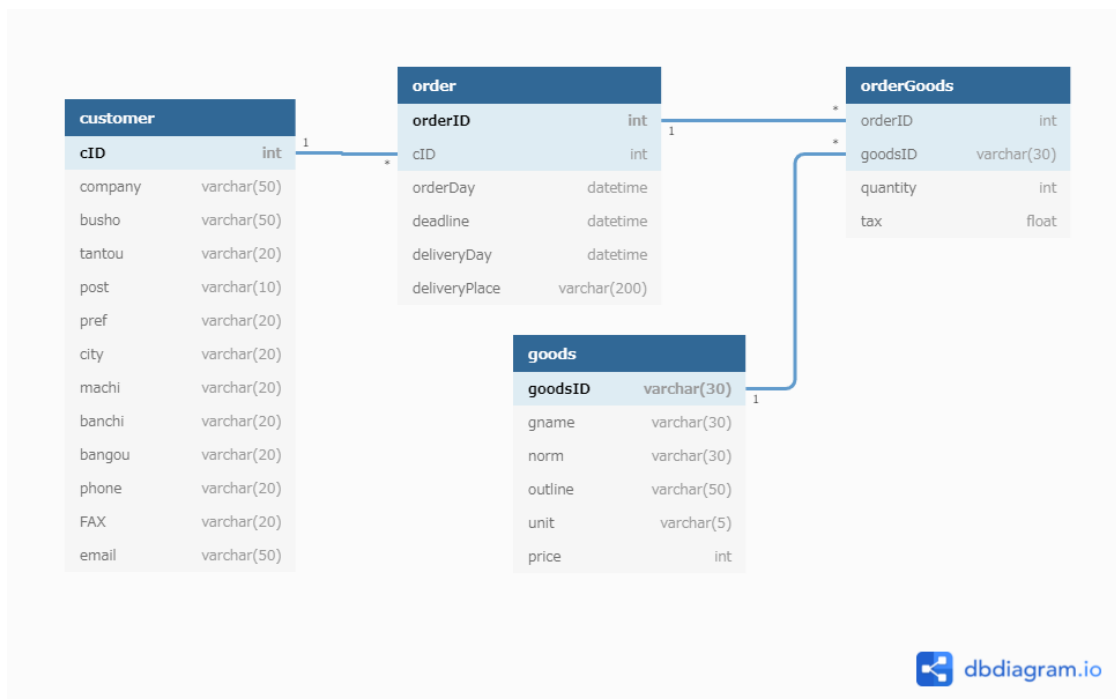 customer
cID int
company varchar(50)
busho varchar(50)
tantou varchar(20)
post varchar(10)
pref varchar(20)
city varchar(20)
machi varchar(20)
banchi varchar(20)
bangou varchar(20)
phone varchar(20)
FAX varchar(20)
email varchar(50)
1
*
order
orderID int
cID int
orderDay datetime
deadline datetime
deliveryDay datetime
deliveryPlace varchar(200)
1
*
*
orderGoods
orderID int
goodsID varchar(30)
quantity int
tax float
goods
goodsID varchar(30)
gname varchar(30)
norm varchar(30)
outline varchar(50)
unit varchar(5)
price int
1
dbdiagram.io